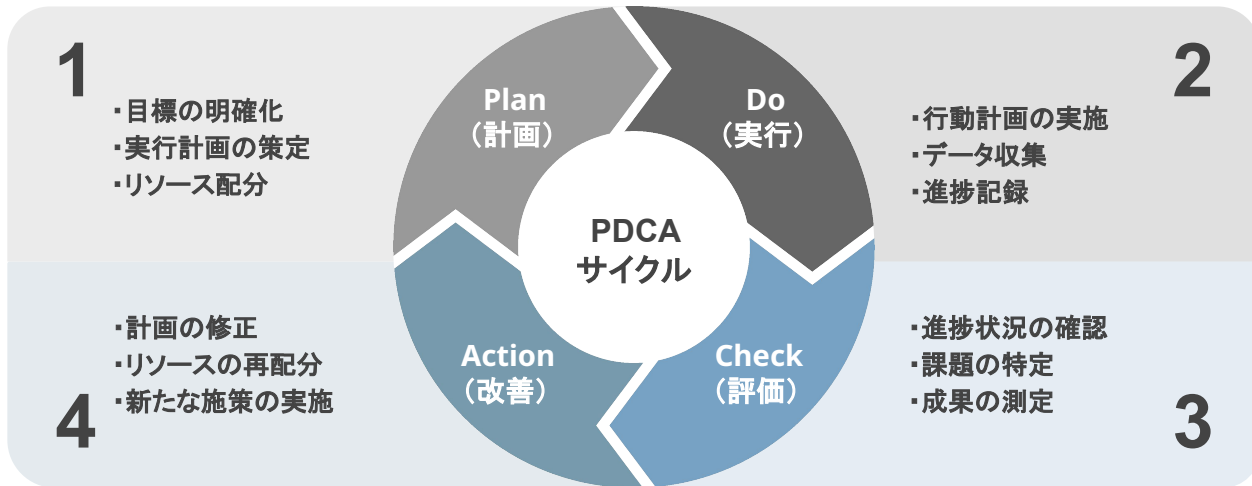 1
・目標の明確化
・実行計画の策定
・リソース配分
Plan
（計画）
Do
（実行）
2
・行動計画の実施
・データ収集
・進捗記録
PDCA
サイクル
Check
（評価）
・進捗状況の確認
・課題の特定
・成果の測定
3
Action
（改善）
・計画の修正
・リソースの再配分
・新たな施策の実施
4